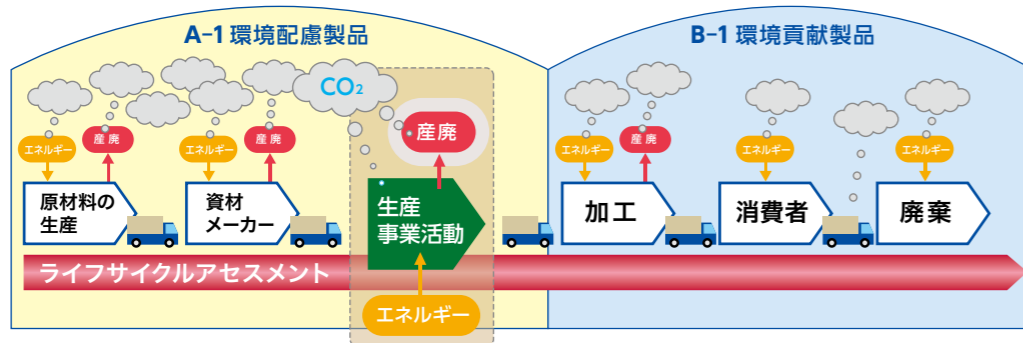 A-1 環境配慮製品
B-1 環境貢献製品
CO₂
エネルギー
産廃
エネルギー
産廃
産廃
エネルギー
産廃
エネルギー
エネルギー
原材料の
生産
資材
メーカー
生産
事業活動
加工
消費者
廃棄
ライフサイクルアセスメント
エネルギー